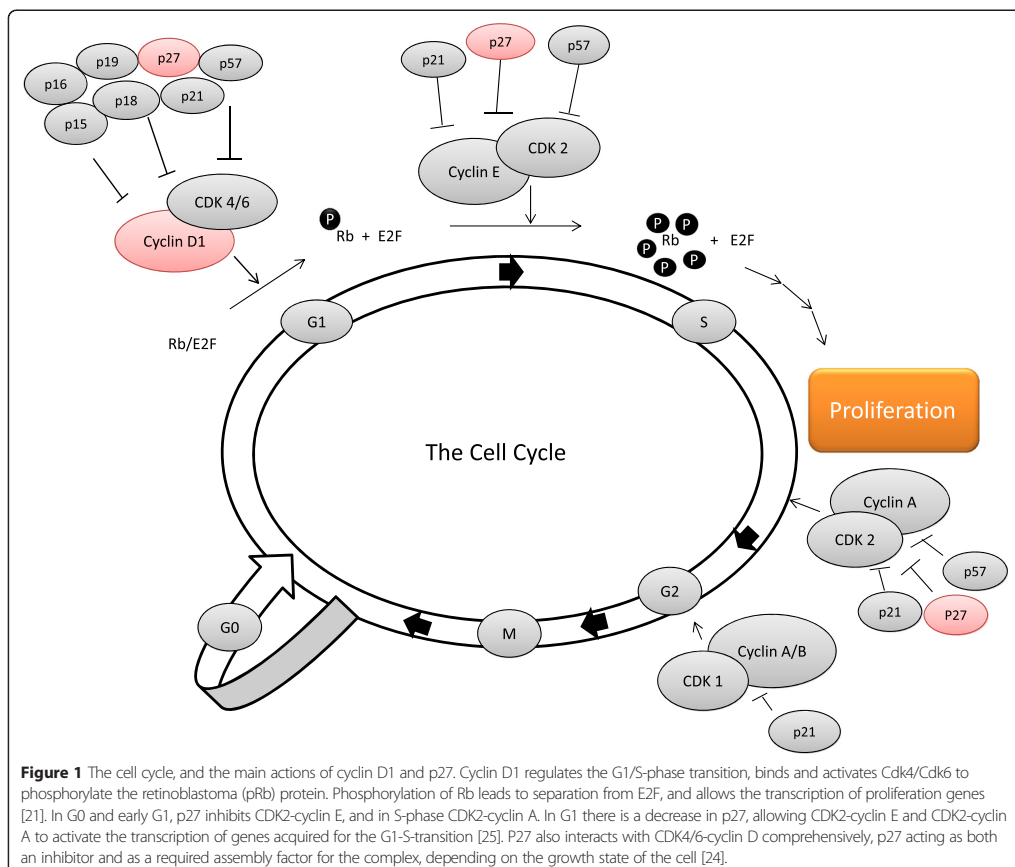 p19
p27
p57
p16
p18
p21
p15
CDK 4/6
Cyclin D1
Rb/E2F
p21
p27
p57
CDK 2
Cyclin E
P
Rb + E2F
P P
P Rb + E2F
P P
G1
S
Proliferation
The Cell Cycle
Cyclin A
CDK 2
p57
p21
P27
G2
M
G0
Cyclin A/B
CDK 1
p21
Figure 1 The cell cycle, and the main actions of cyclin D1 and p27. Cyclin D1 regulates the G1/S-phase transition, binds and activates Cdk4/Cdk6 to
phosphorylate the retinoblastoma (pRb) protein. Phosphorylation of Rb leads to separation from E2F, and allows the transcription of proliferation genes
[21]. In G0 and early G1, p27 inhibits CDK2-cyclin E, and in S-phase CDK2-cyclin A. In G1 there is a decrease in p27, allowing CDK2-cyclin E and CDK2-cyclin
A to activate the transcription of genes acquired for the G1-S-transition [25]. P27 also interacts with CDK4/6-cyclin D comprehensively, p27 acting as both
an inhibitor and as a required assembly factor for the complex, depending on the growth state of the cell [24].